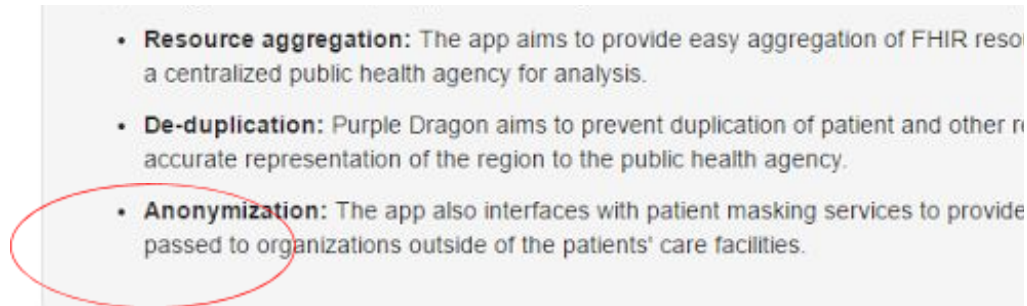 • Resource aggregation: The app aims to provide easy aggregation of FHIR
a centralized public health agency for analysis.
• De-duplication: Purple Dragon aims to prevent duplication of patient and other
accurate representation of the region to the public health agency.
• Anonymization: The app also interfaces with patient masking services to provide
passed to organizations outside of the patients' care facilities.